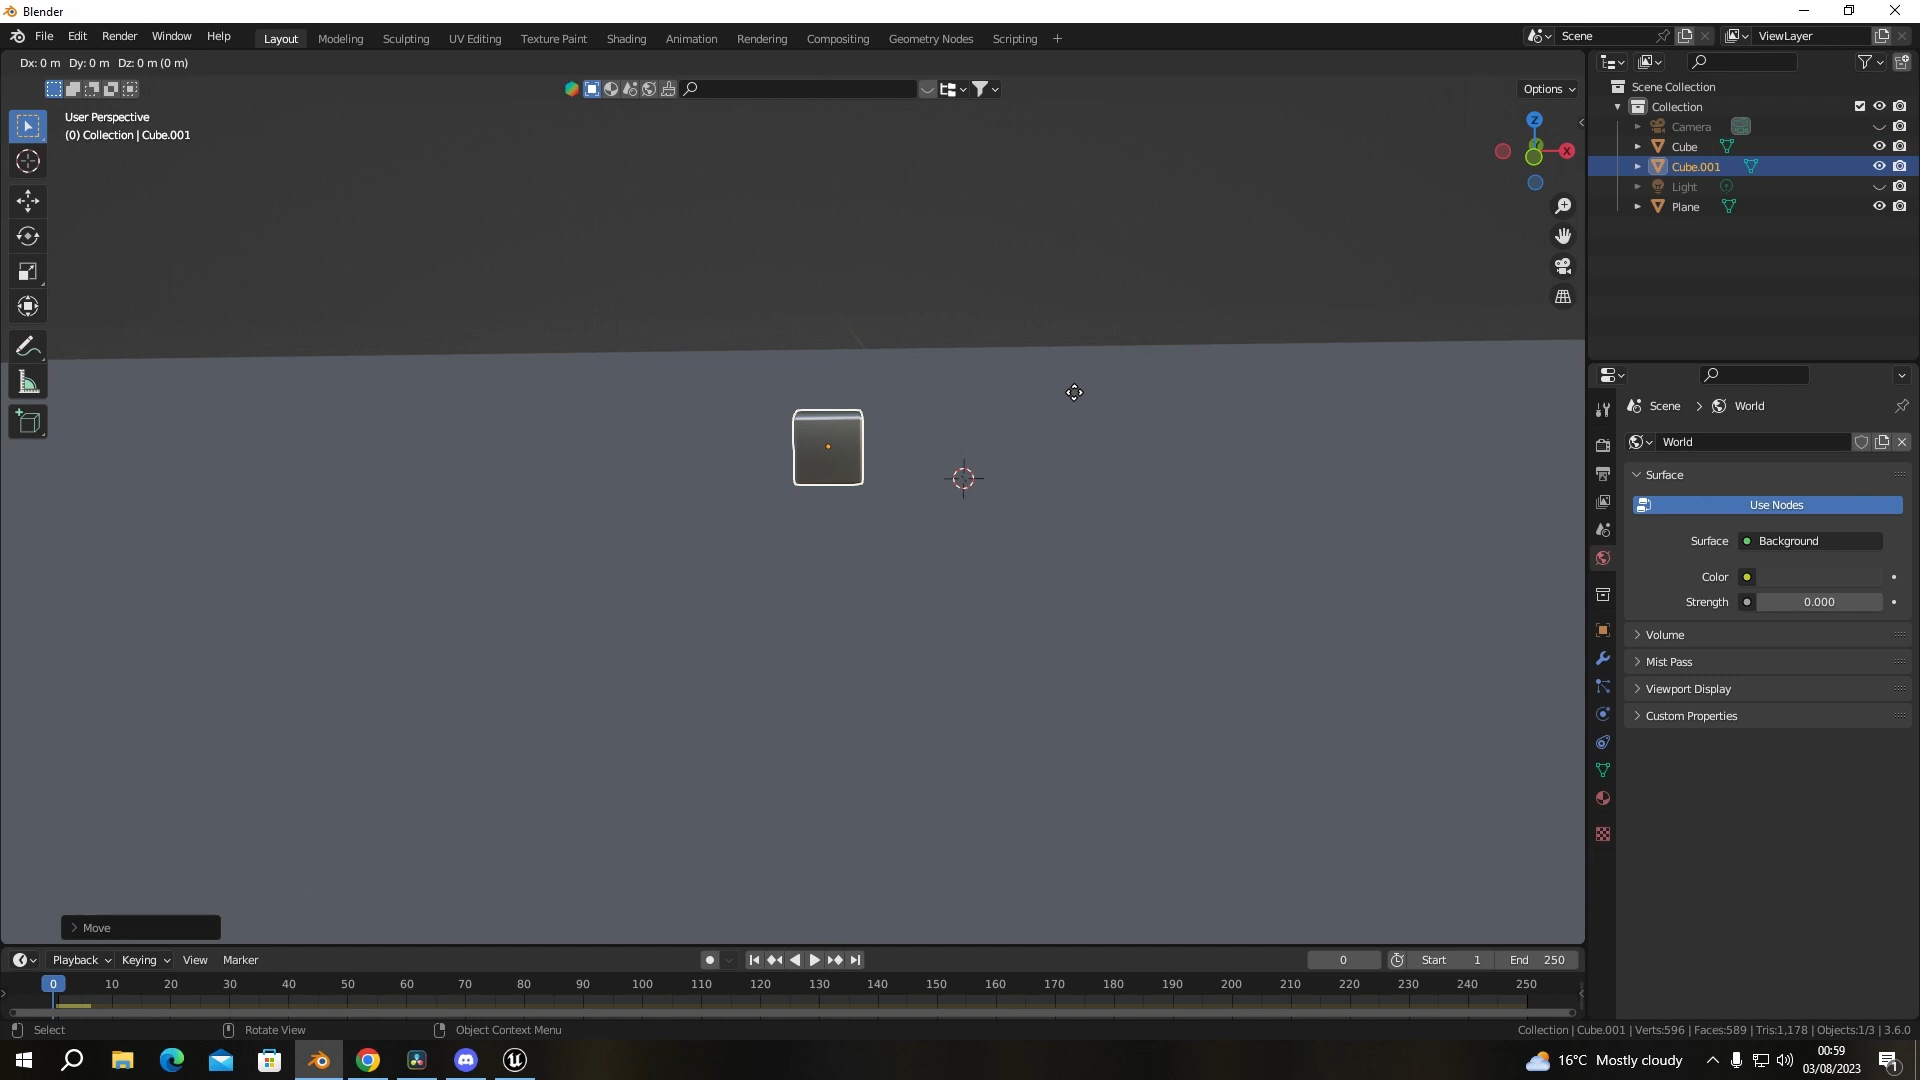 Blender
File Edit Render Window Help Layout Modeling Sculpting UV Editing Texture Paint Shading Animation Rendering Compositing Geometry Nodes Scripting +
Scene ViewLayer
Dx: 0 m Dy: 0 m Dz: 0 m (0 m)
Options
User Perspective
(0) Collection | Cube.001
Z
Y
X
Scene Collection
Collection
Camera
Cube
Cube.001
Light
Plane
Scene World
World
Surface
Use Nodes
Surface Background
Color
Strength 0.000
Volume
Mist Pass
Viewport Display
Custom Properties
Move
Playback Keying View Marker 0 Start 1 End 250
0 10 20 30 40 50 60 70 80 90 100 110 120 130 140 150 160 170 180 190 200 210 220 230 240 250
Select Rotate View Object Context Menu Collection | Cube.001 | Verts:596 | Faces:589 | Tris:1,178 | Objects:1/3 | 3.6.0
16°C Mostly cloudy
00:59
03/08/2023
1